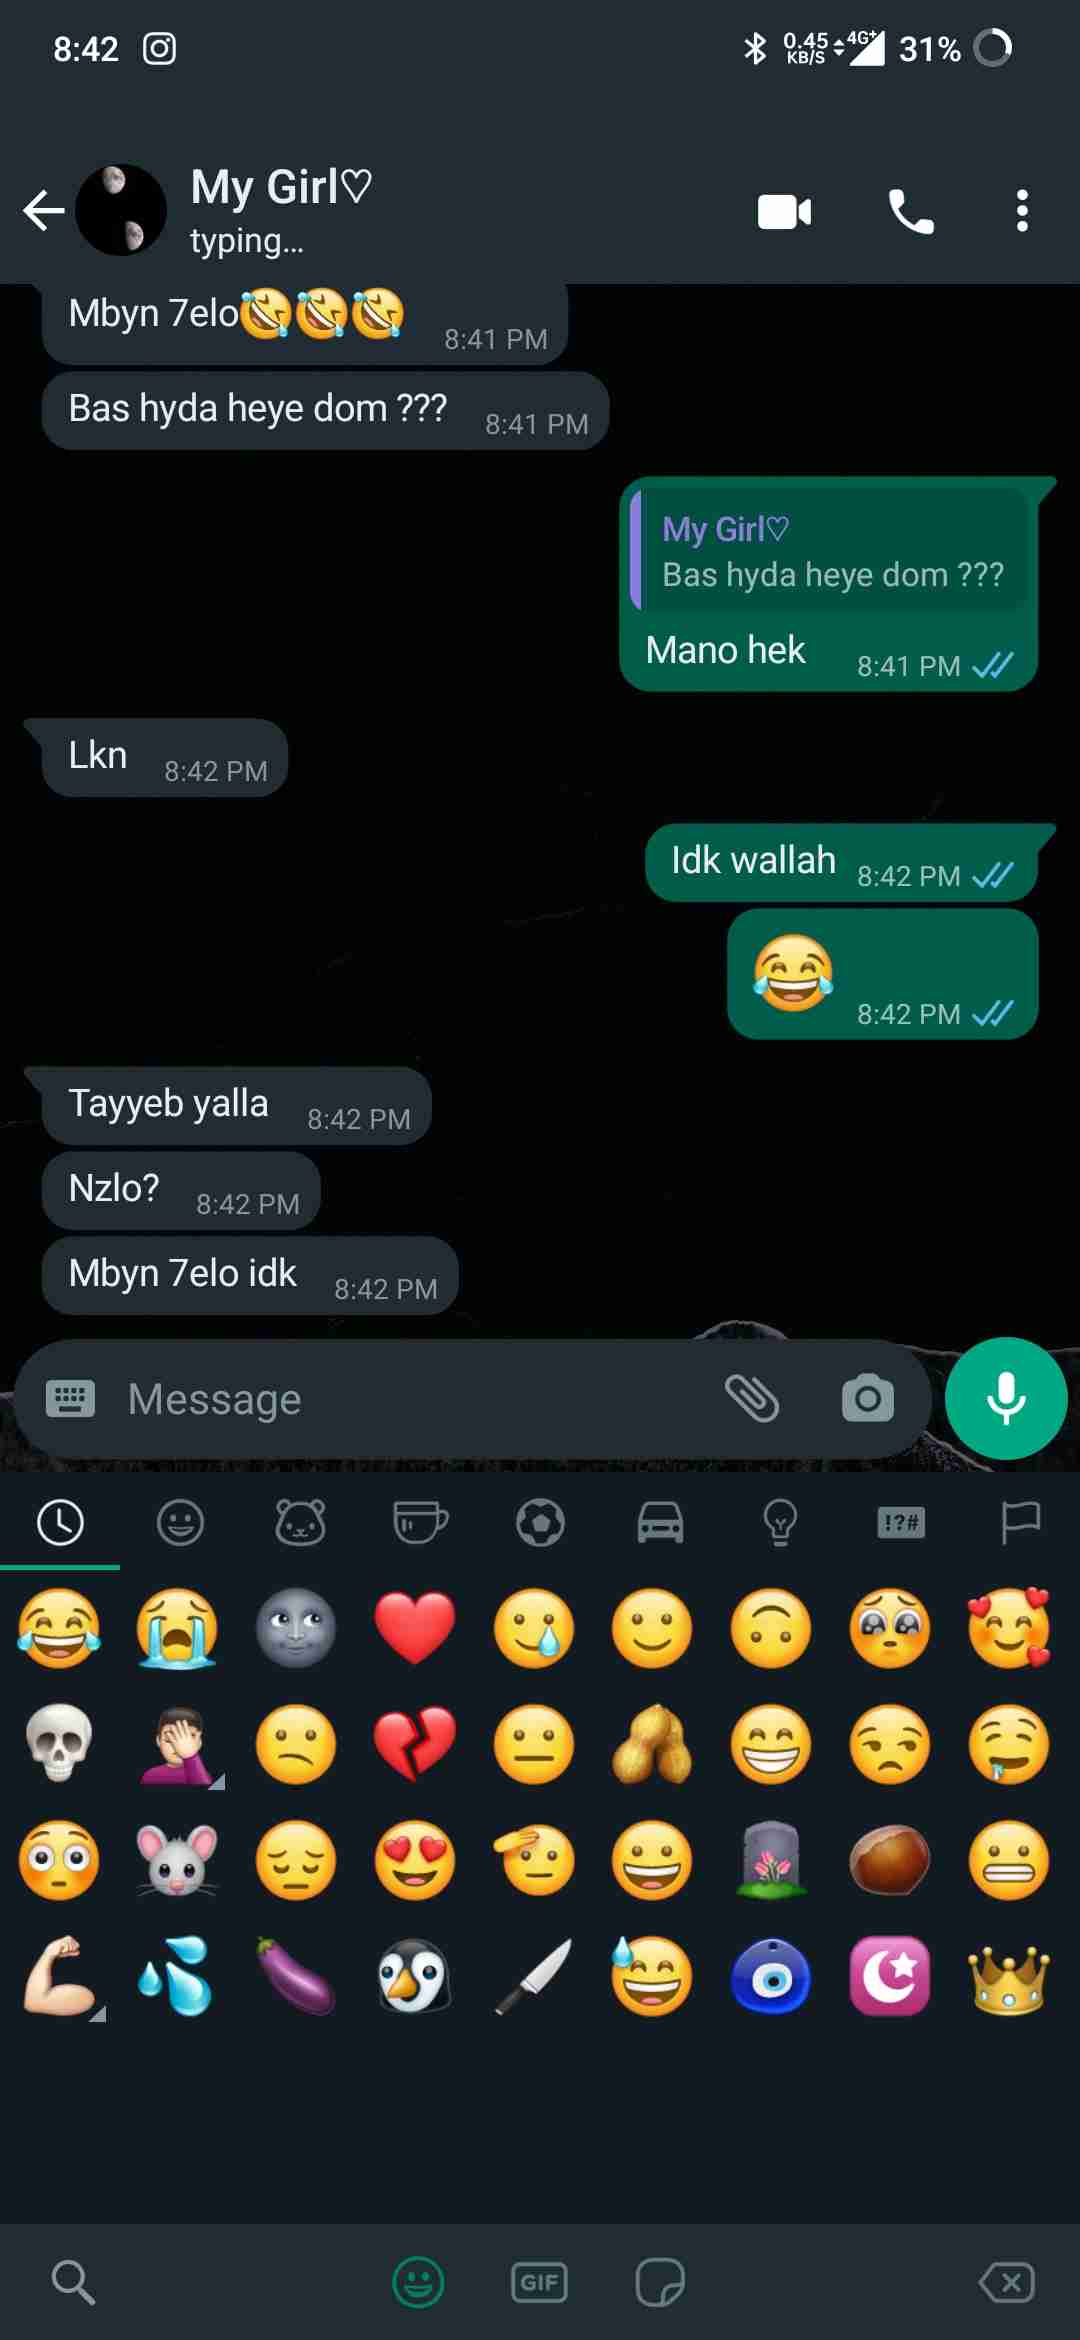 8:42
0.45 KB/S 4G+ 31%
My Girl♡
typing...
Mbyn 7elo🤣🤣🤣 8:41 PM
Bas hyda heye dom ??? 8:41 PM
My Girl♡
Bas hyda heye dom ???
Mano hek 8:41 PM
Lkn 8:42 PM
Idk wallah 8:42 PM
😂 8:42 PM
Tayyeb yalla 8:42 PM
Nzlo? 8:42 PM
Mbyn 7elo idk 8:42 PM
Message
!?#
GIF